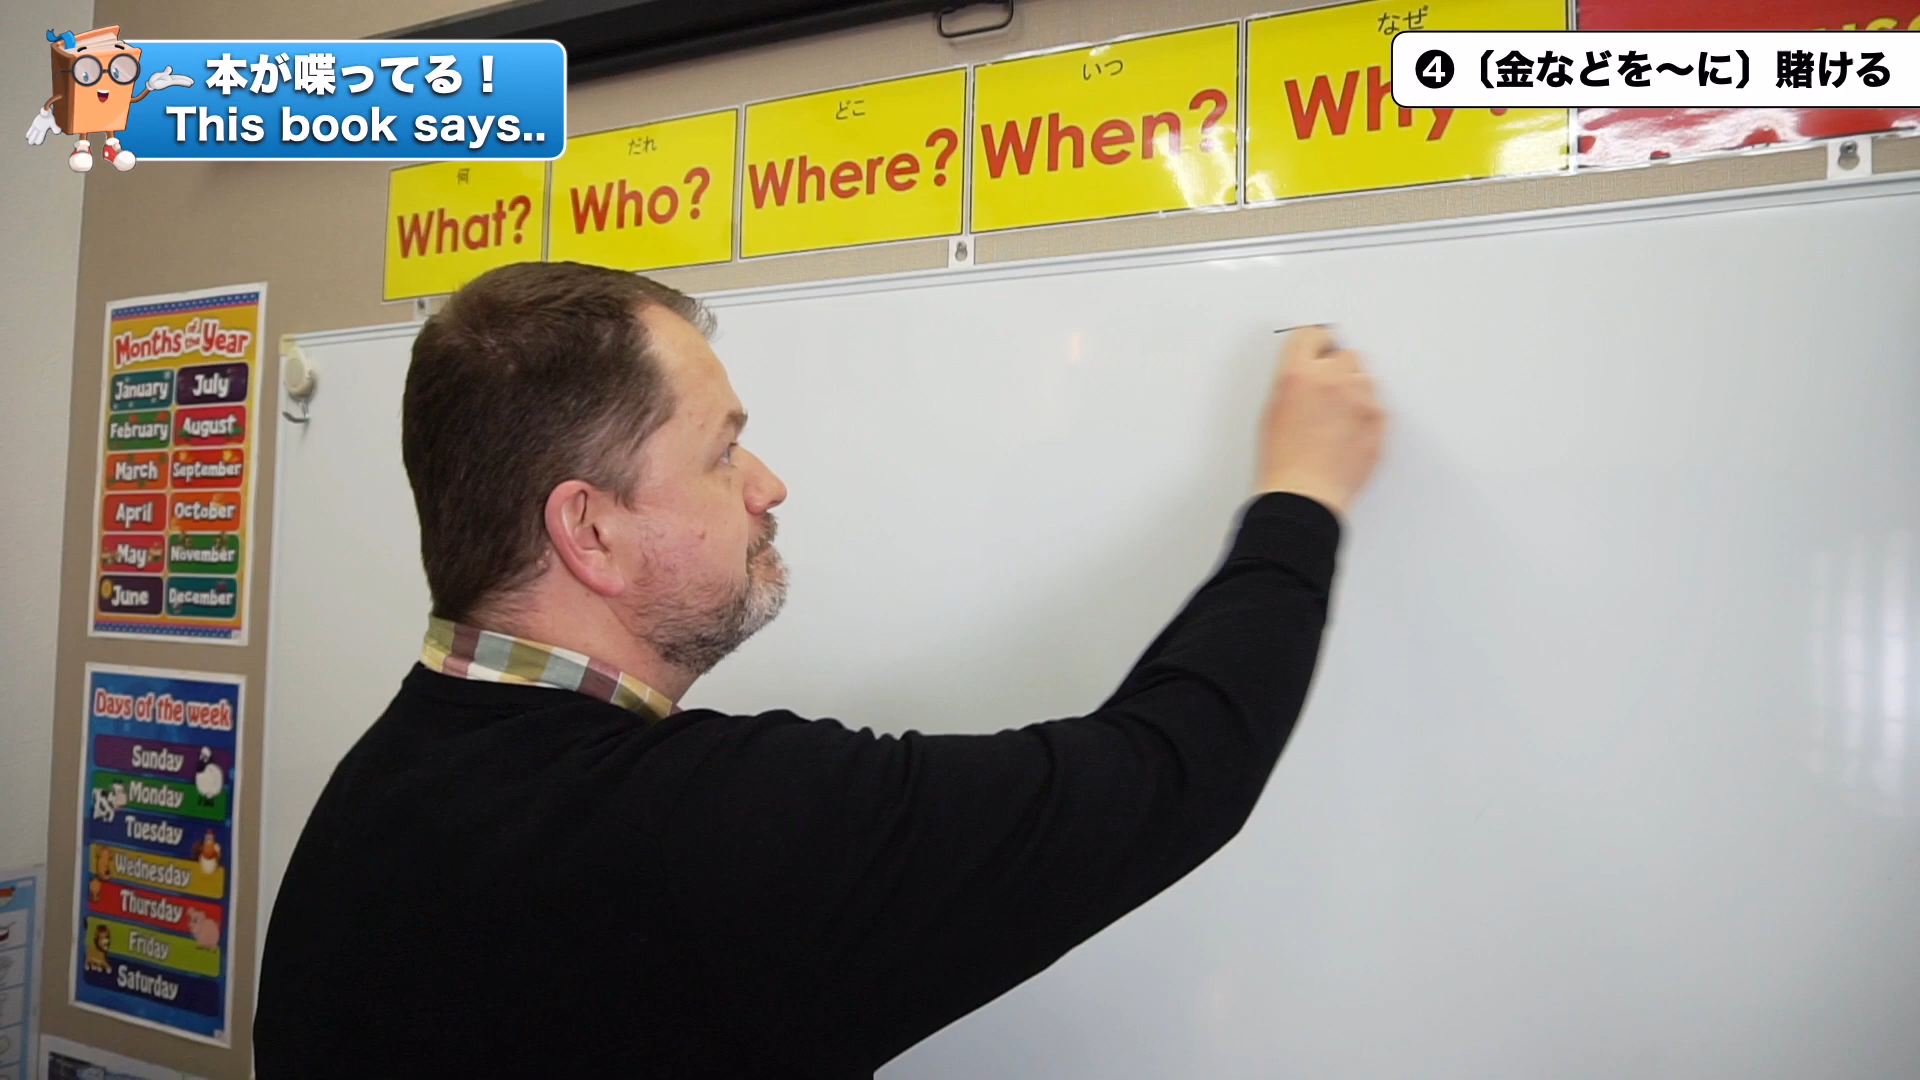 本が喋ってる！
This book says..
❹〔金などを〜に〕賭ける
何
What?
だれ
Who?
どこ
Where?
いつ
When?
なぜ
Why?
Months of the Year
January July
February August
March September
April October
May November
June December
Days of the week
Sunday
Monday
Tuesday
Wednesday
Thursday
Friday
Saturday